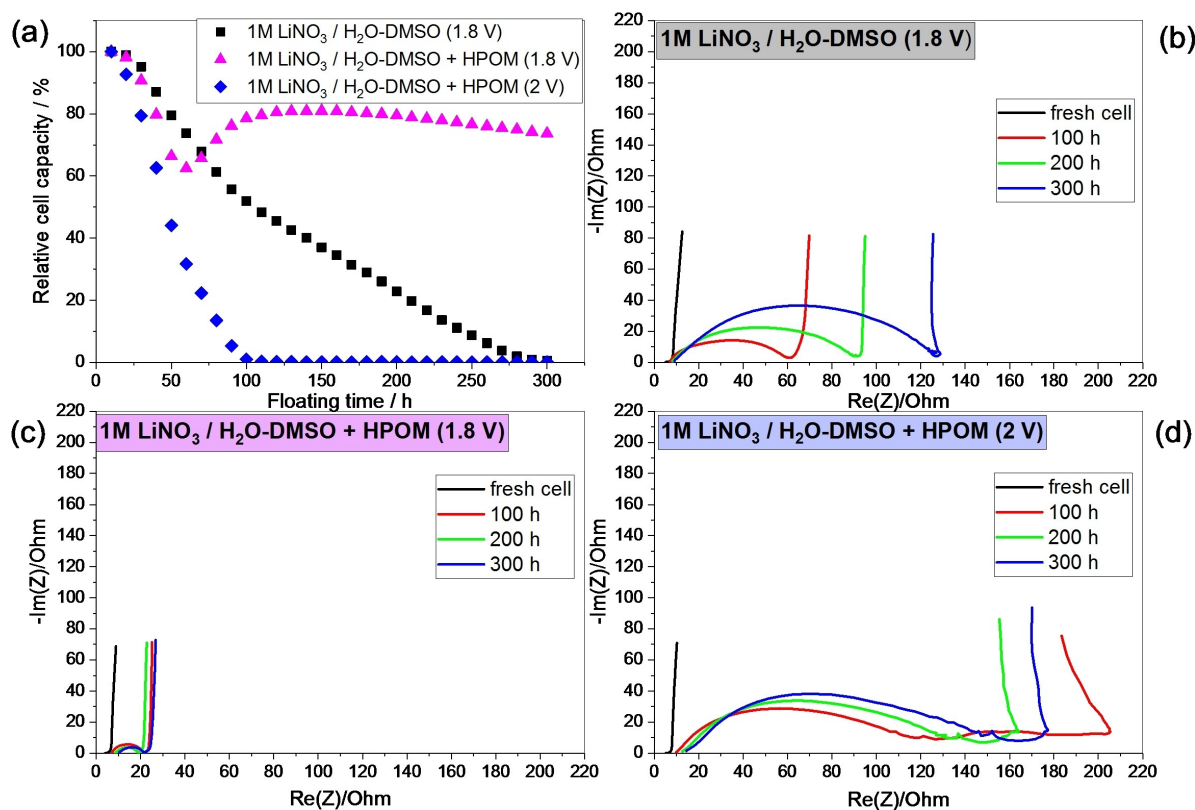 (a)
1M LiNO₃ / H₂O-DMSO (1.8 V)
1M LiNO₃ / H₂O-DMSO + HPOM (1.8 V)
1M LiNO₃ / H₂O-DMSO + HPOM (2 V)
Relative cell capacity / %
100
80
60
40
20
0
0 50 100 150 200 250 300
Floating time / h
(b)
1M LiNO₃ / H₂O-DMSO (1.8 V)
fresh cell
100 h
200 h
300 h
-Im(Z)/Ohm
220
200
180
160
140
120
100
80
60
40
20
0
0 20 40 60 80 100 120 140 160 180 200 220
Re(Z)/Ohm
(c)
1M LiNO₃ / H₂O-DMSO + HPOM (1.8 V)
fresh cell
100 h
200 h
300 h
-Im(Z)/Ohm
220
200
180
160
140
120
100
80
60
40
20
0
0 20 40 60 80 100 120 140 160 180 200 220
Re(Z)/Ohm
(d)
1M LiNO₃ / H₂O-DMSO + HPOM (2 V)
fresh cell
100 h
200 h
300 h
-Im(Z)/Ohm
220
200
180
160
140
120
100
80
60
40
20
0
0 20 40 60 80 100 120 140 160 180 200 220
Re(Z)/Ohm